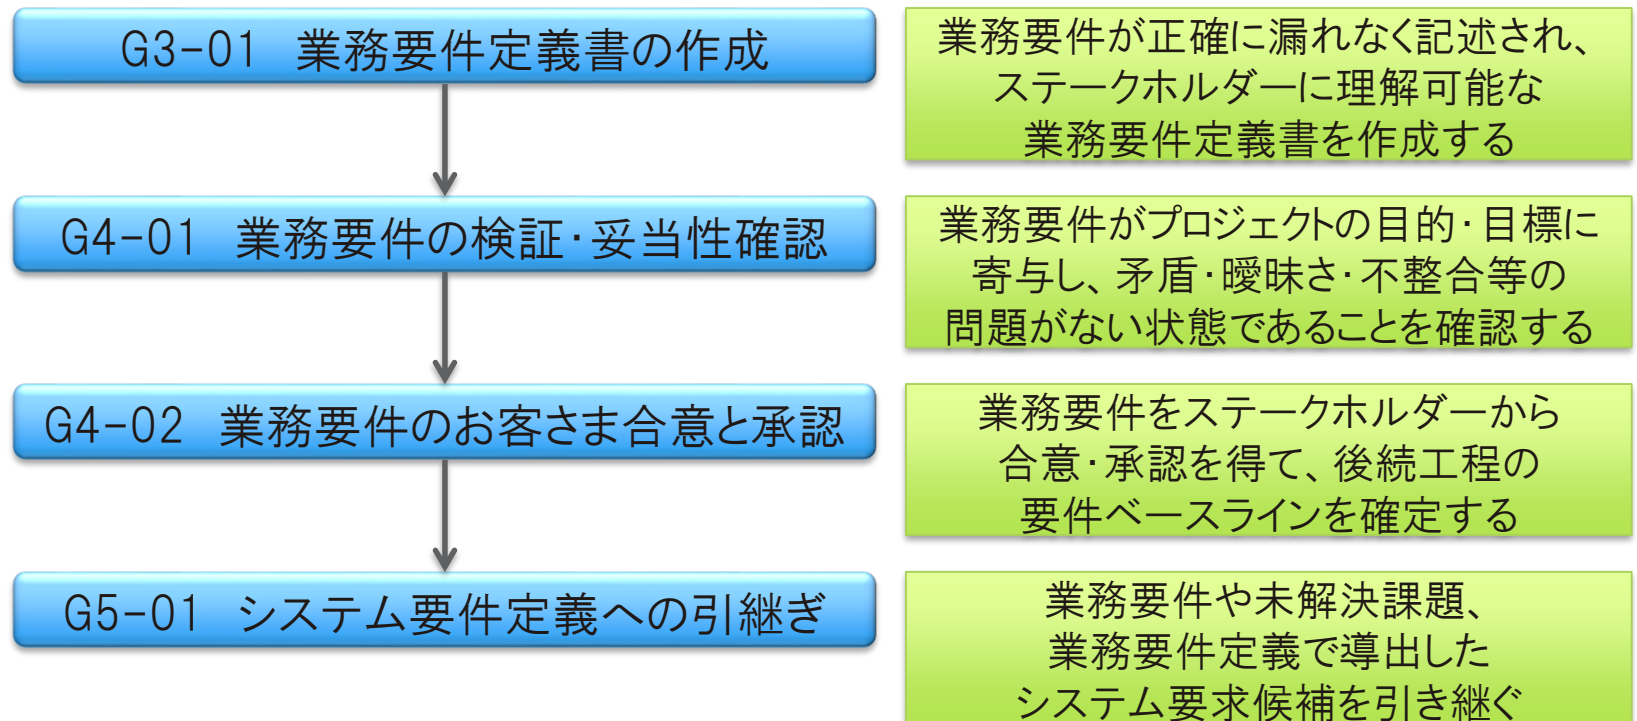 G3-01 業務要件定義書の作成
業務要件が正確に漏れなく記述され、
ステークホルダーに理解可能な
業務要件定義書を作成する
G4-01 業務要件の検証・妥当性確認
業務要件がプロジェクトの目的・目標に
寄与し、矛盾・曖昧さ・不整合等の
問題がない状態であることを確認する
G4-02 業務要件のお客さま合意と承認
業務要件をステークホルダーから
合意・承認を得て、後続工程の
要件ベースラインを確定する
G5-01 システム要件定義への引継ぎ
業務要件や未解決課題、
業務要件定義で導出した
システム要求候補を引き継ぐ